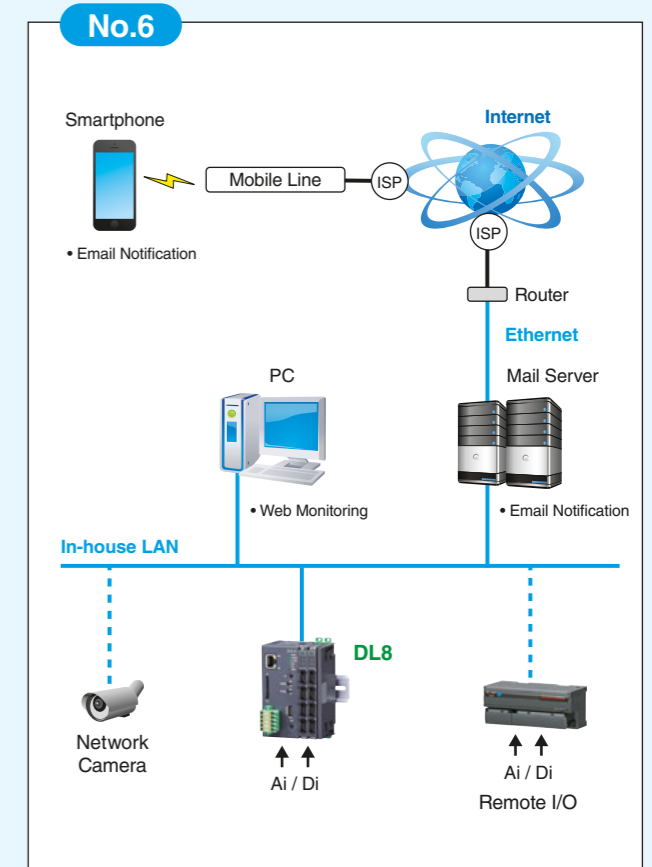 No.6
Internet
Smartphone
Mobile Line
ISP
ISP
• Email Notification
Router
Ethernet
PC
Mail Server
• Web Monitoring
• Email Notification
In-house LAN
DL8
Network
Camera
Ai / Di
Ai / Di
Remote I/O